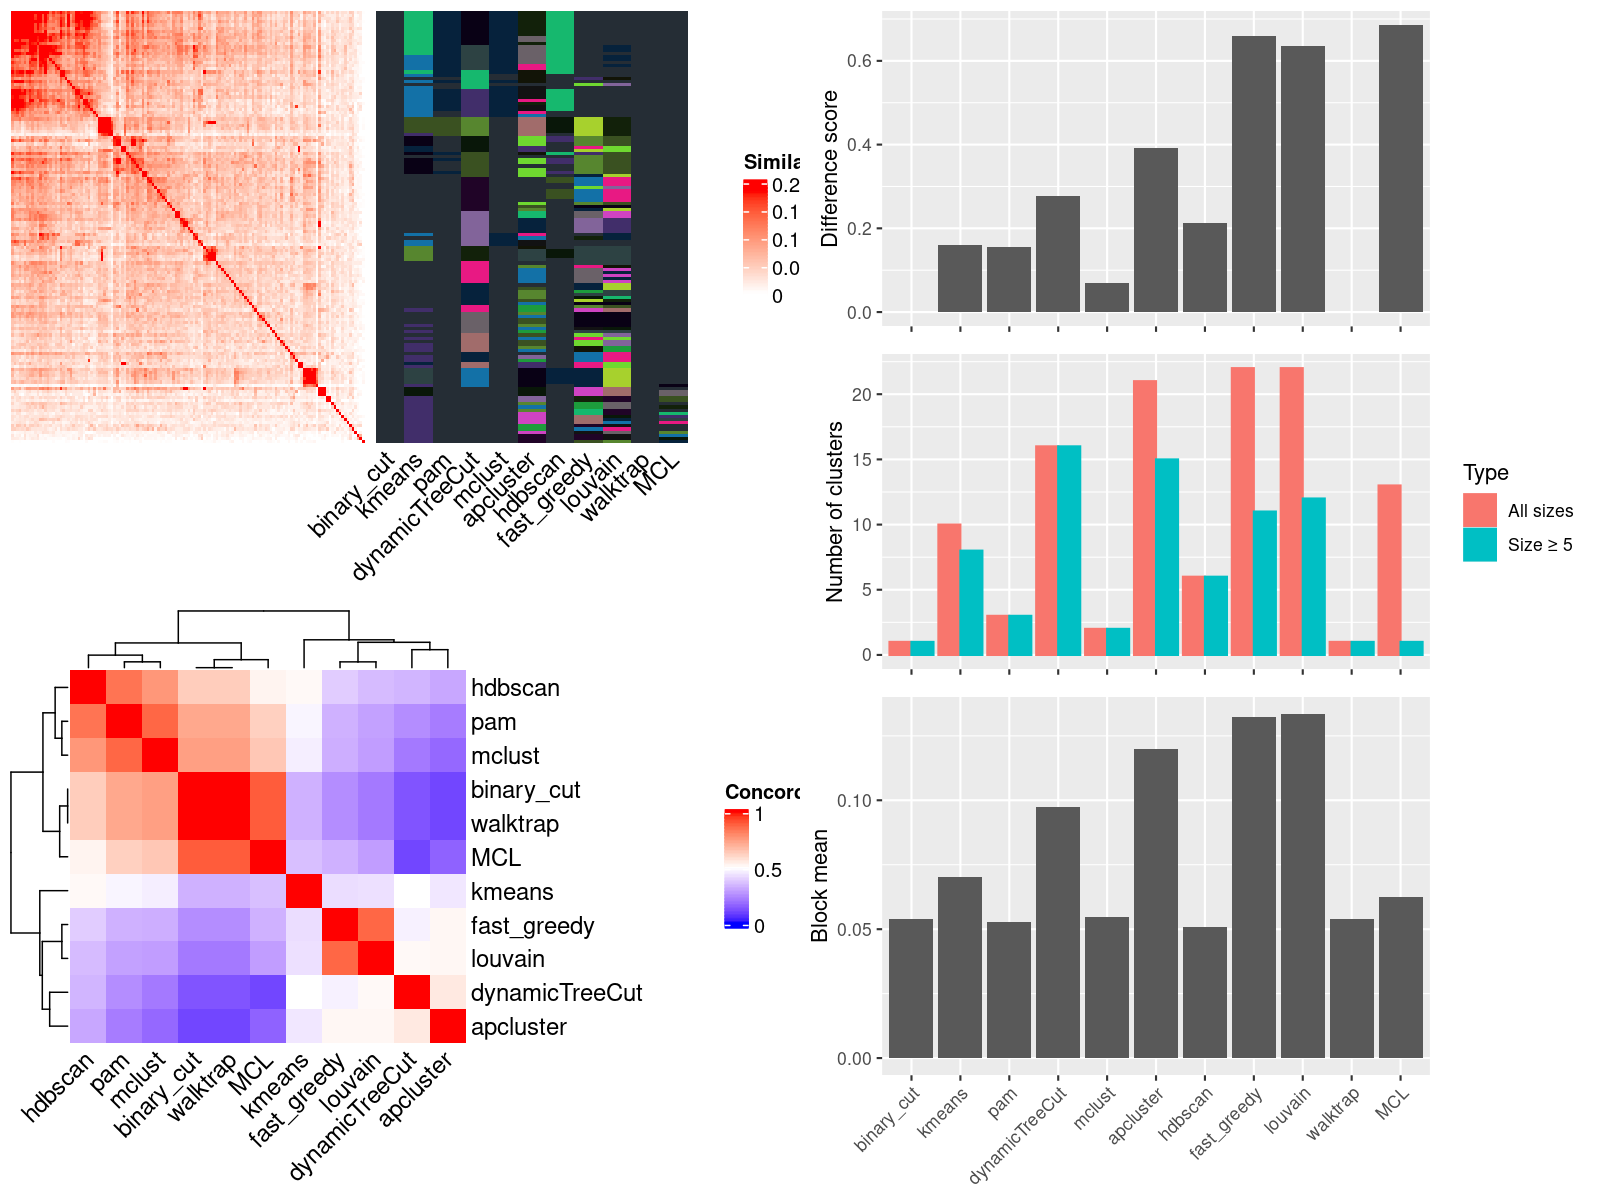 Simila
0.2
0.1
0.1
0.0
0
binary_cut
kmeans
pam
dynamicTreeCut
mclust
apcluster
hdbscan
fast_greedy
louvain
walktrap
MCL
hdbscan
pam
mclust
binary_cut
walktrap
MCL
kmeans
fast_greedy
louvain
dynamicTreeCut
apcluster
hdbscan
pam
mclust
binary_cut
walktrap
MCL
kmeans
fast_greedy
louvain
dynamicTreeCut
apcluster
Concord
1
0.5
0
Difference score
0.6
0.4
0.2
0.0
Number of clusters
20
15
10
5
0
Type
All sizes
Size ≥ 5
Block mean
0.10
0.05
0.00
binary_cut
kmeans
pam
dynamicTreeCut
mclust
apcluster
hdbscan
fast_greedy
louvain
walktrap
MCL